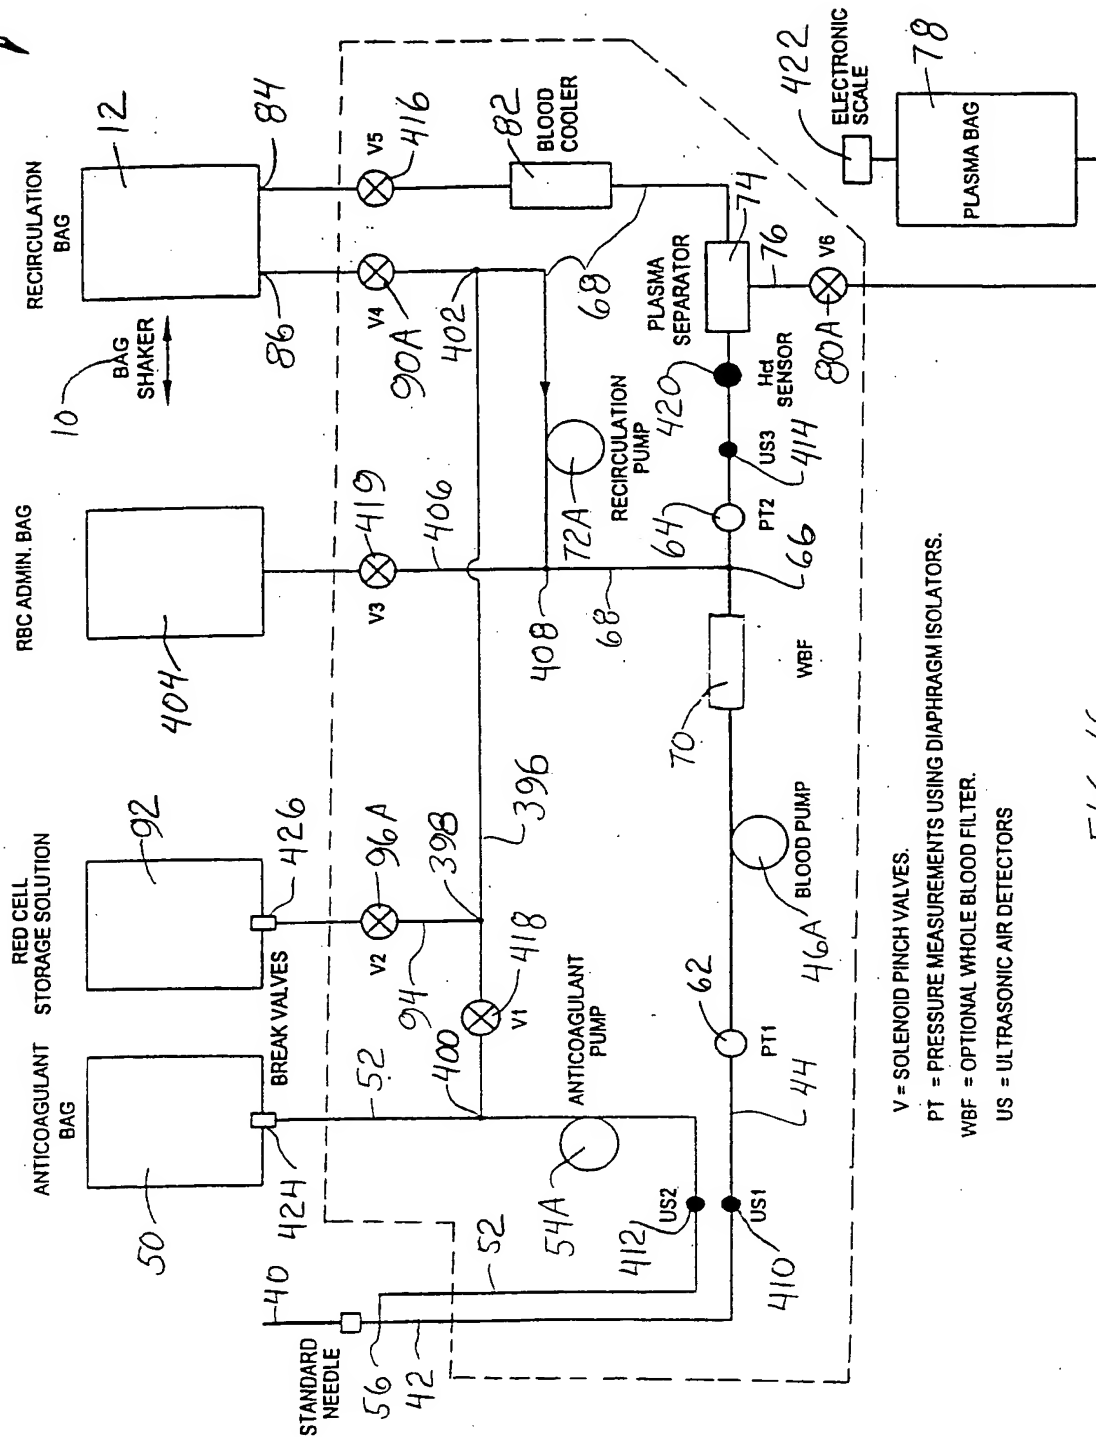 RECIRCULATION
BAG
12
84
86
BAG
SHAKER
10
V5
416
V4
90A
402
82
BLOOD
COOLER
68
74
PLASMA
SEPARATOR
76
V6
80A
ELECTRONIC
SCALE
422
PLASMA BAG
78
RBC ADMIN. BAG
404
419
V3
406
408
68
72A
RECIRCULATION
PUMP
64
PT2
66
US3
414
420
Hct
SENSOR
RED CELL
STORAGE SOLUTION
92
426
BREAK VALVES
V2
96A
94
398
396
V1
418
400
WBF
70
BLOOD PUMP
46A
ANTICOAGULANT
BAG
50
424
52
ANTICOAGULANT
PUMP
54A
62
PT1
44
US2
412
US1
410
52
STANDARD
NEEDLE
40
56
42
V = SOLENOID PINCH VALVES.
PT = PRESSURE MEASUREMENTS USING DIAPHRAGM ISOLATORS.
WBF = OPTIONAL WHOLE BLOOD FILTER.
US = ULTRASONIC AIR DETECTORS